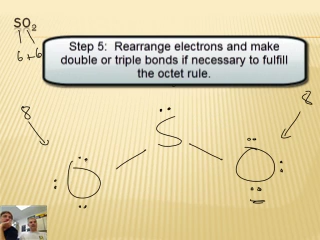 SO₂
6 + 6
Step 5: Rearrange electrons and make
double or triple bonds if necessary to fulfill
the octet rule.
8
8
S
O
O